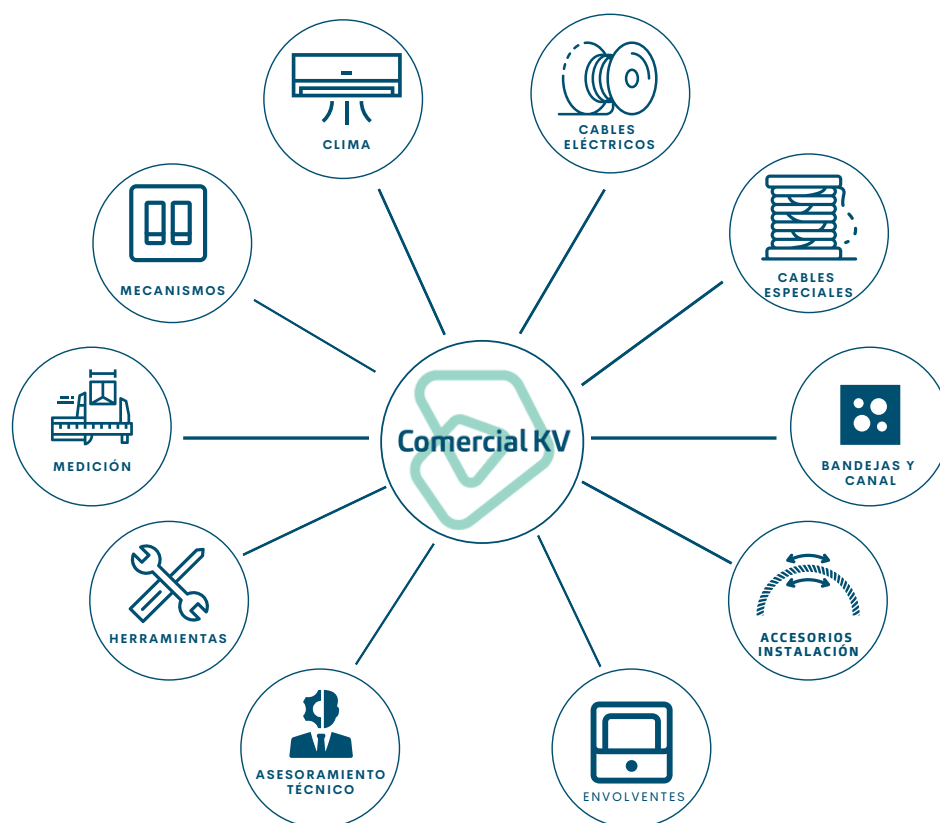 CLIMA
CABLES
ELÉCTRICOS
MECANISMOS
CABLES
ESPECIALES
Comercial KV
MEDICIÓN
BANDEJAS Y
CANAL
HERRAMIENTAS
ACCESORIOS
INSTALACIÓN
ASESORAMIENTO
TÉCNICO
ENVOLVENTES